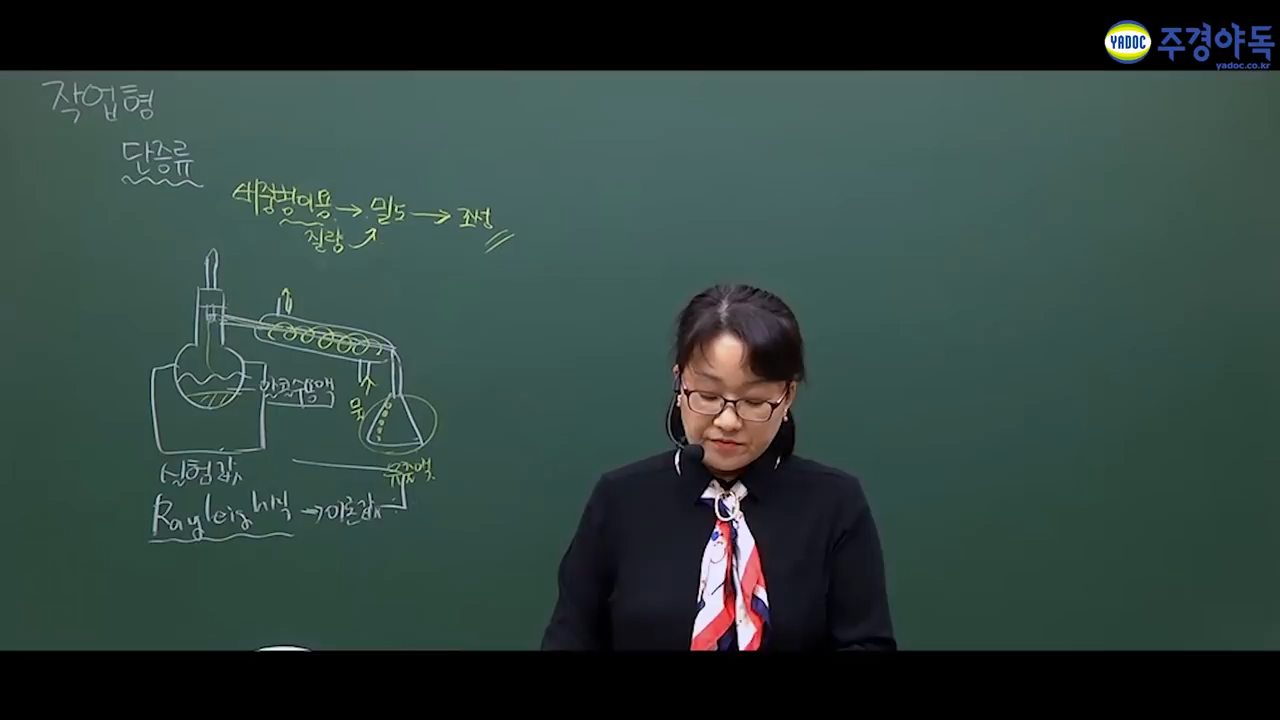 YADOC 주경야독
yadoc.co.kr
작업형
단증류
비중병이용 → 밀도 → 조성
질량
알콜수용액
물
실험값
유출액
Rayleigh식 → 이론값